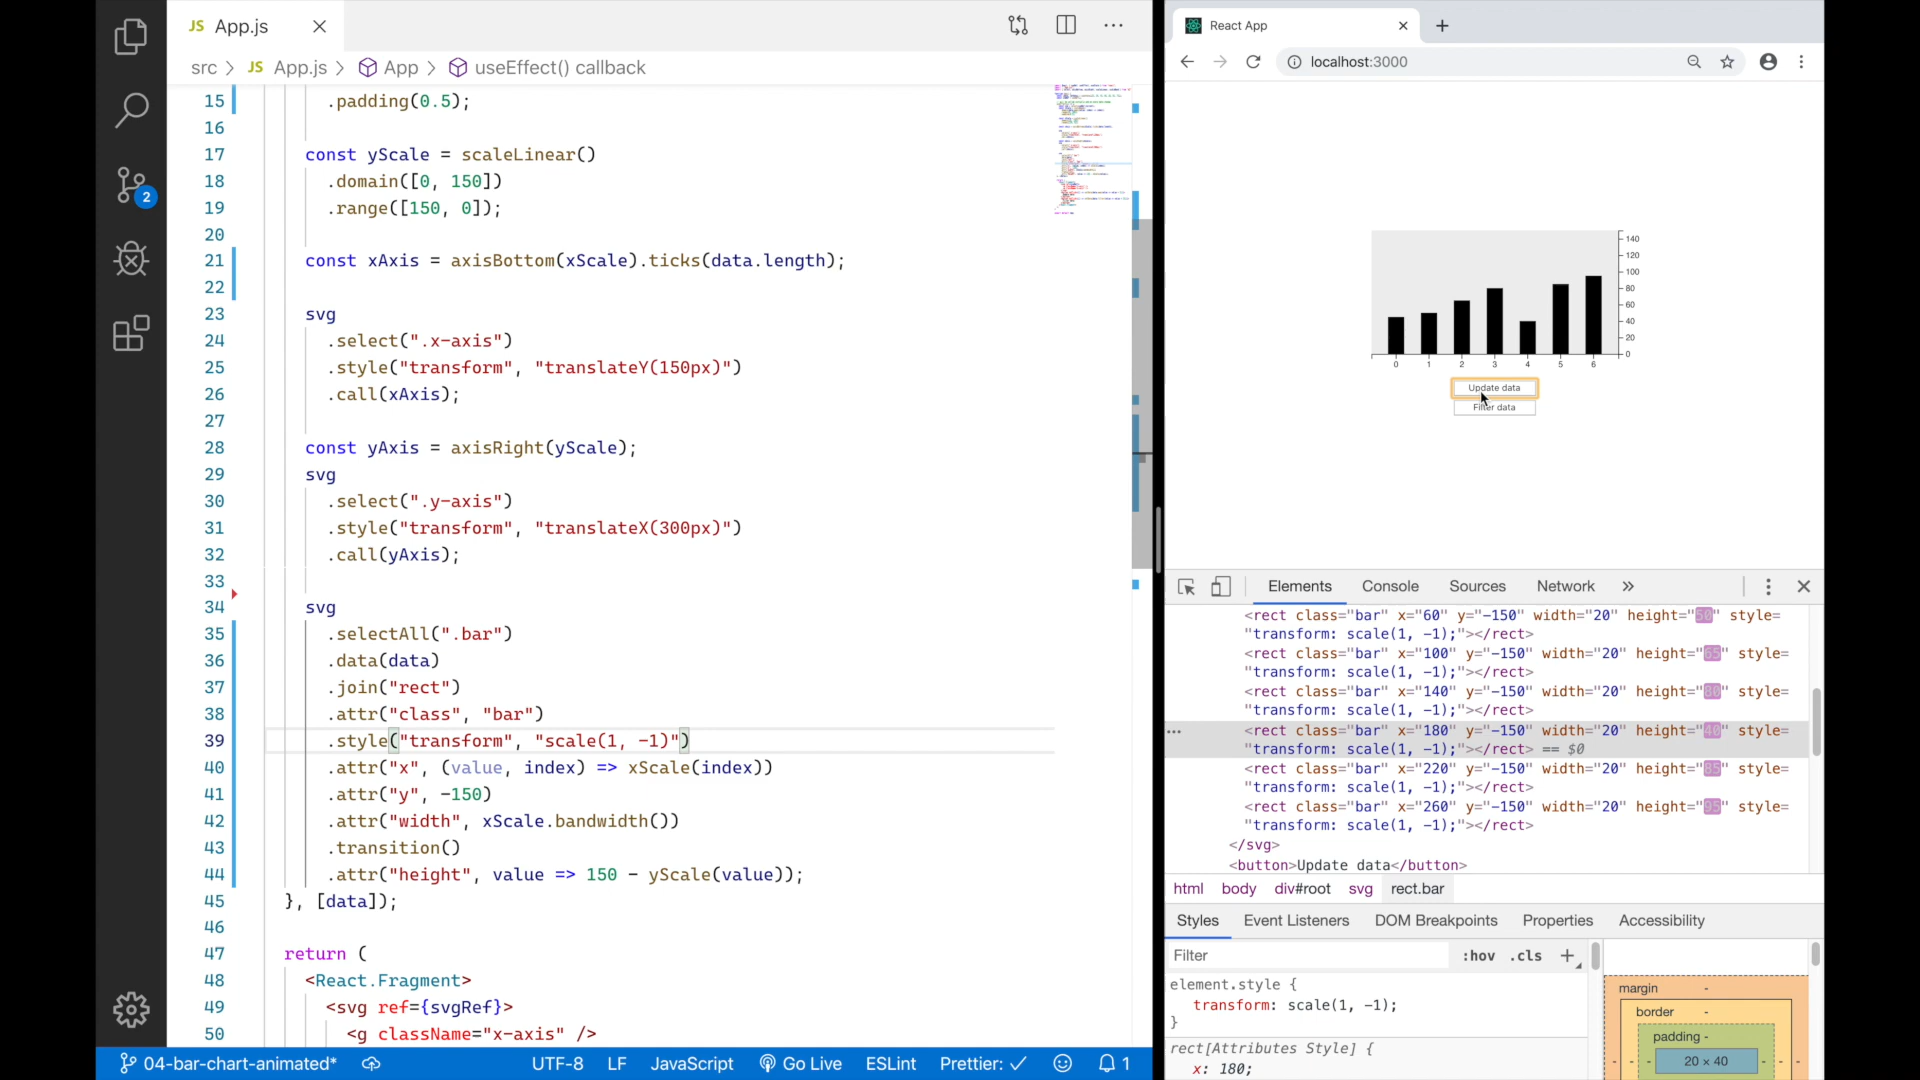 JS App.js
src > JS App.js > App > useEffect() callback
15 .padding(0.5);
16
17 const yScale = scaleLinear()
18 .domain([0, 150])
19 .range([150, 0]);
20
21 const xAxis = axisBottom(xScale).ticks(data.length);
22
23 svg
24 .select(".x-axis")
25 .style("transform", "translateY(150px)")
26 .call(xAxis);
27
28 const yAxis = axisRight(yScale);
29 svg
30 .select(".y-axis")
31 .style("transform", "translateX(300px)")
32 .call(yAxis);
33
34 svg
35 .selectAll(".bar")
36 .data(data)
37 .join("rect")
38 .attr("class", "bar")
39 .style("transform", "scale(1, -1)")
40 .attr("x", (value, index) => xScale(index))
41 .attr("y", -150)
42 .attr("width", xScale.bandwidth())
43 .transition()
44 .attr("height", value => 150 - yScale(value));
45 }, [data]);
46
47 return (
48 <React.Fragment>
49 <svg ref={svgRef}>
50 <g className="x-axis" />
2
04-bar-chart-animated* UTF-8 LF JavaScript Go Live ESLint Prettier: ✓ 1
React App
localhost:3000
140
120
100
80
60
40
20
0
0 1 2 3 4 5 6
Update data
Filter data
Elements Console Sources Network »
<rect class="bar" x="60" y="-150" width="20" height="50" style=
"transform: scale(1, -1);"></rect>
<rect class="bar" x="100" y="-150" width="20" height="65" style=
"transform: scale(1, -1);"></rect>
<rect class="bar" x="140" y="-150" width="20" height="80" style=
"transform: scale(1, -1);"></rect>
<rect class="bar" x="180" y="-150" width="20" height="40" style=
"transform: scale(1, -1);"></rect> == $0
<rect class="bar" x="220" y="-150" width="20" height="85" style=
"transform: scale(1, -1);"></rect>
<rect class="bar" x="260" y="-150" width="20" height="95" style=
"transform: scale(1, -1);"></rect>
</svg>
<button>Update data</button>
html body div#root svg rect.bar
Styles Event Listeners DOM Breakpoints Properties Accessibility
Filter :hov .cls +
element.style {
transform: scale(1, -1);
}
rect[Attributes Style] {
x: 180;
margin -
border -
padding -
- - - 20 × 40 - - -